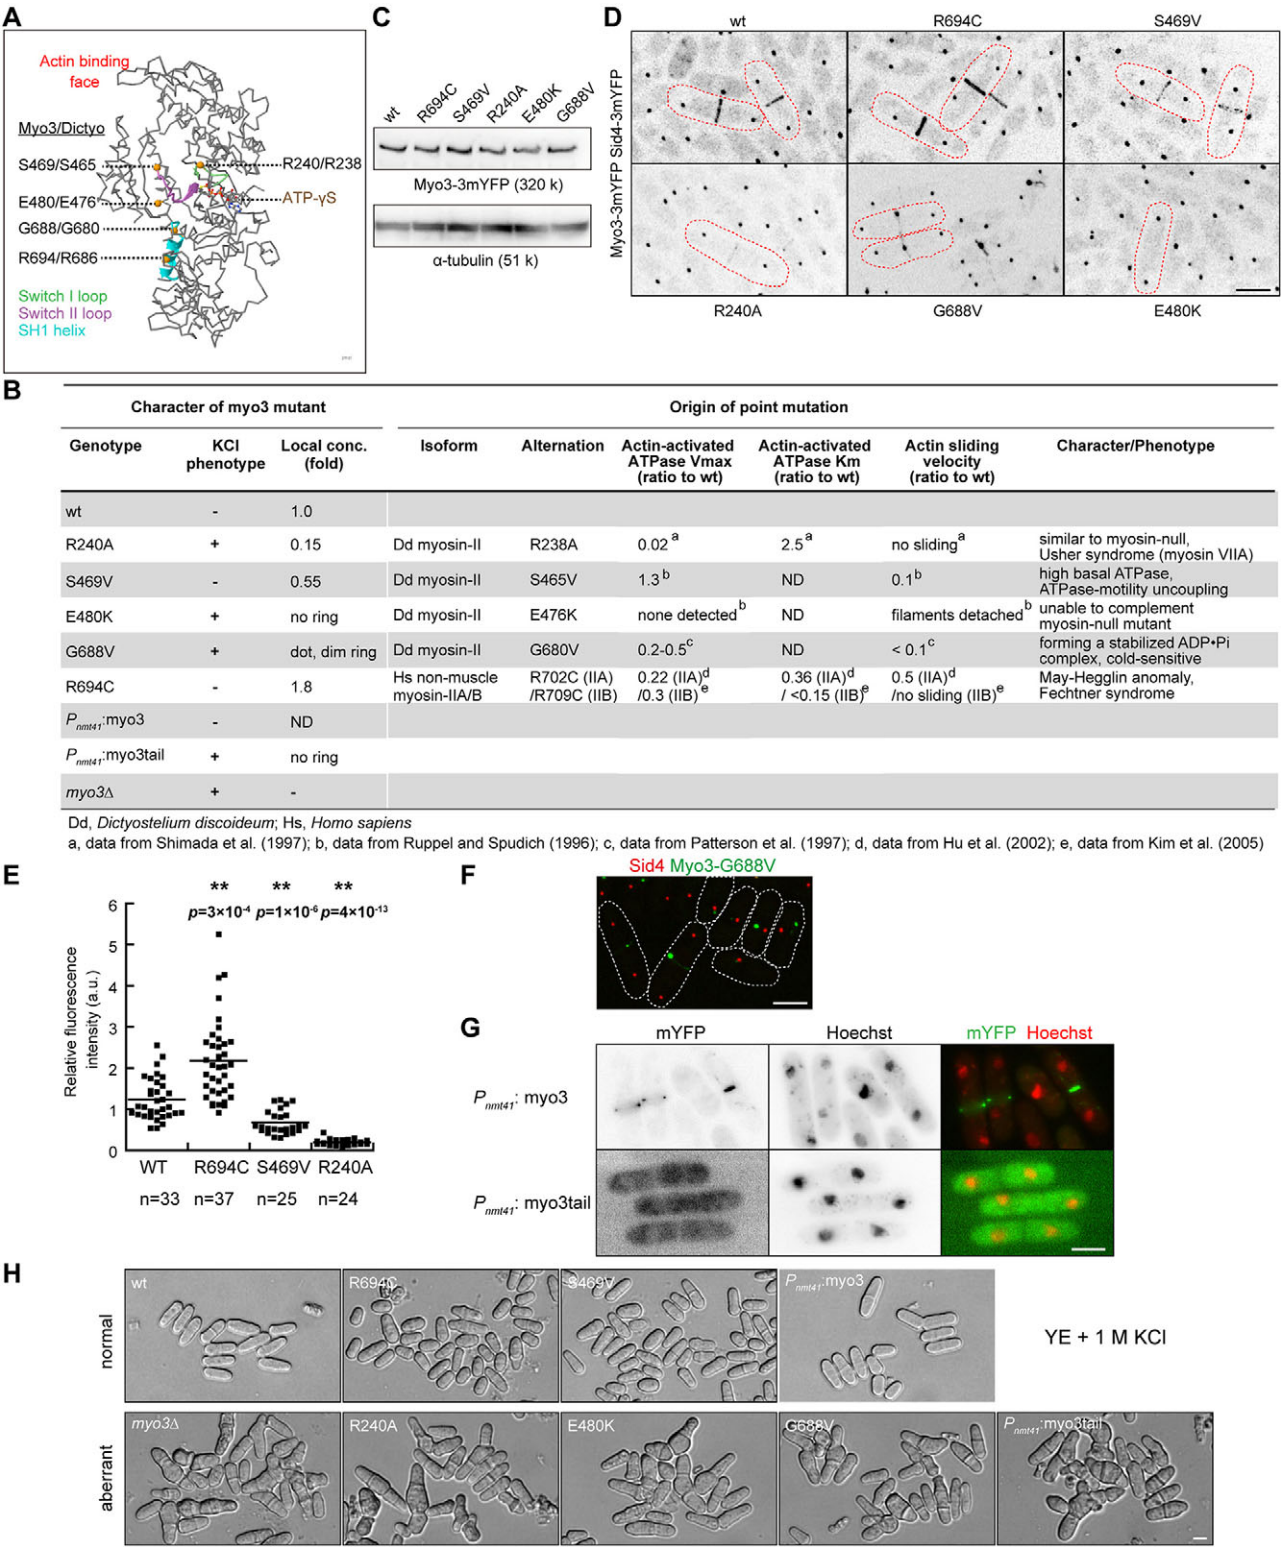 A
Actin binding
face
Myo3/Dictyo
S469/S465
R240/R238
ATP-γS
E480/E476
G688/G680
R694/R686
Switch I loop
Switch II loop
SH1 helix
C
wt R694C S469V R240A E480K G688V
Myo3-3mYFP (320 k)
α-tubulin (51 k)
D
wt R694C S469V
Myo3-3mYFP Sid4-3mYFP
R240A G688V E480K
B
Character of myo3 mutant Origin of point mutation
Genotype KCl phenotype Local conc. (fold) Isoform Alternation Actin-activated ATPase Vmax (ratio to wt) Actin-activated ATPase Km (ratio to wt) Actin sliding velocity (ratio to wt) Character/Phenotype
wt - 1.0
R240A + 0.15 Dd myosin-II R238A 0.02 a 2.5 a no sliding a similar to myosin-null, Usher syndrome (myosin VIIA)
S469V - 0.55 Dd myosin-II S465V 1.3 b ND 0.1 b high basal ATPase, ATPase-motility uncoupling
E480K + no ring Dd myosin-II E476K none detected b ND filaments detached b unable to complement myosin-null mutant
G688V + dot, dim ring Dd myosin-II G680V 0.2-0.5 c ND < 0.1 c forming a stabilized ADP•Pi complex, cold-sensitive
R694C - 1.8 Hs non-muscle myosin-IIA/B R702C (IIA) /R709C (IIB) 0.22 (IIA) d /0.3 (IIB) e 0.36 (IIA) d / <0.15 (IIB) e 0.5 (IIA) d /no sliding (IIB) e May-Hegglin anomaly, Fechtner syndrome
Pnmt41:myo3 - ND
Pnmt41:myo3tail + no ring
myo3Δ + -
Dd, Dictyostelium discoideum; Hs, Homo sapiens
a, data from Shimada et al. (1997); b, data from Ruppel and Spudich (1996); c, data from Patterson et al. (1997); d, data from Hu et al. (2002); e, data from Kim et al. (2005)
E
** ** **
p=3×10-4 p=1×10-6 p=4×10-13
Relative fluorescence
intensity (a.u.)
6
5
4
3
2
1
0
WT R694C S469V R240A
n=33 n=37 n=25 n=24
F
Sid4 Myo3-G688V
G
mYFP Hoechst mYFP Hoechst
Pnmt41: myo3
Pnmt41: myo3tail
H
normal
wt R694C S469V Pnmt41:myo3
YE + 1 M KCl
aberrant
myo3Δ R240A E480K G688V Pnmt41:myo3tail